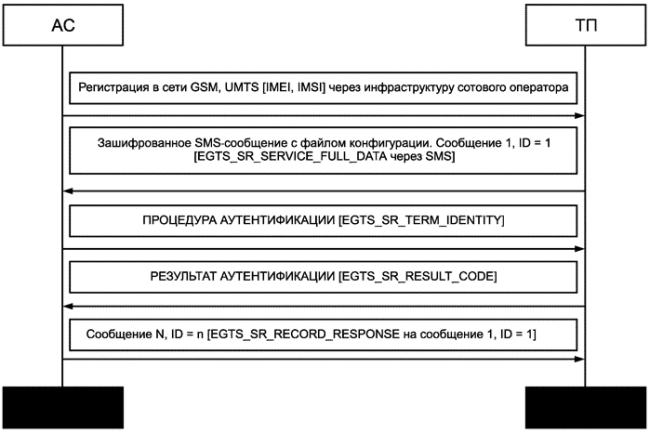 АС
ТП
Регистрация в сети GSM, UMTS [IMEI, IMSI] через инфраструктуру сотового оператора
Зашифрованное SMS-сообщение с файлом конфигурации. Сообщение 1, ID = 1
[EGTS_SR_SERVICE_FULL_DATA через SMS]
ПРОЦЕДУРА АУТЕНТИФИКАЦИИ [EGTS_SR_TERM_IDENTITY]
РЕЗУЛЬТАТ АУТЕНТИФИКАЦИИ [EGTS_SR_RESULT_CODE]
Сообщение N, ID = n [EGTS_SR_RECORD_RESPONSE на сообщение 1, ID = 1]